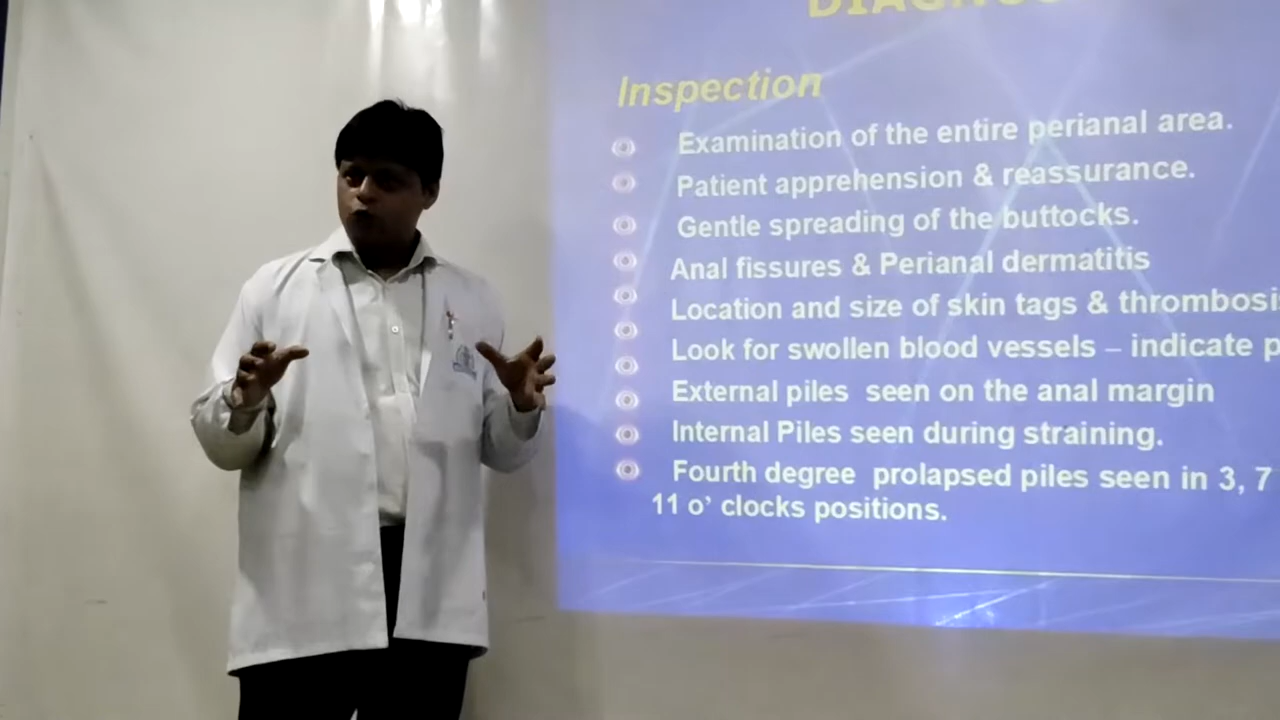 Inspection
Examination of the entire perianal area.
Patient apprehension & reassurance.
Gentle spreading of the buttocks.
Anal fissures & Perianal dermatitis
Location and size of skin tags &
Look for swollen blood vessels – indicate
External piles seen on the anal margin
Internal Piles seen during straining.
Fourth degree prolapsed piles seen in 3, 7
11 o' clocks positions.